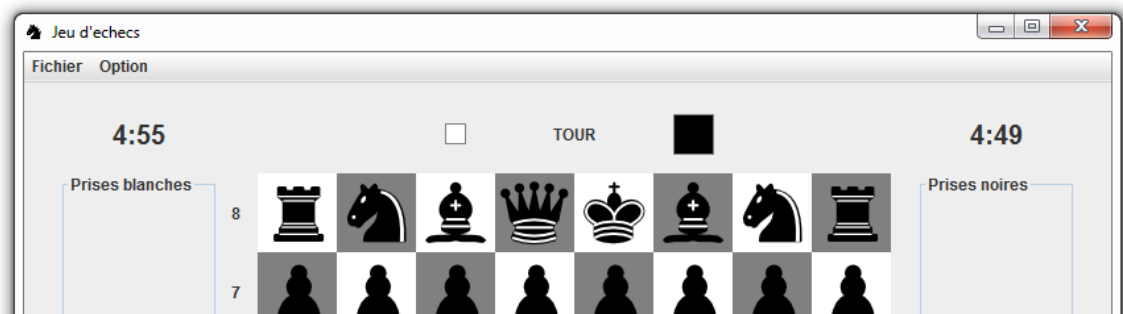 Jeu d'echecs
Fichier Option
4:55 TOUR 4:49
Prises blanches Prises noires
8
7